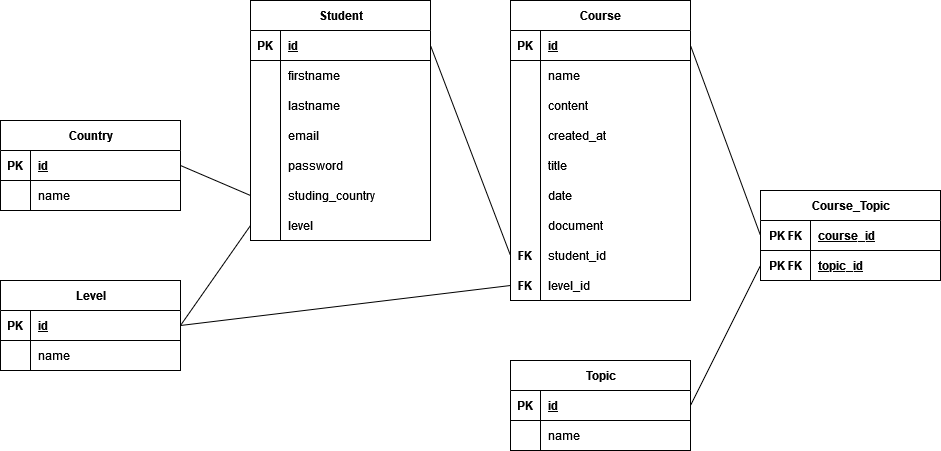 Student
PK id
firstname
lastname
email
password
studing_country
level
Course
PK id
name
content
created_at
title
date
document
FK student_id
FK level_id
Country
PK id
name
Course_Topic
PK FK course_id
PK FK topic_id
Level
PK id
name
Topic
PK id
name